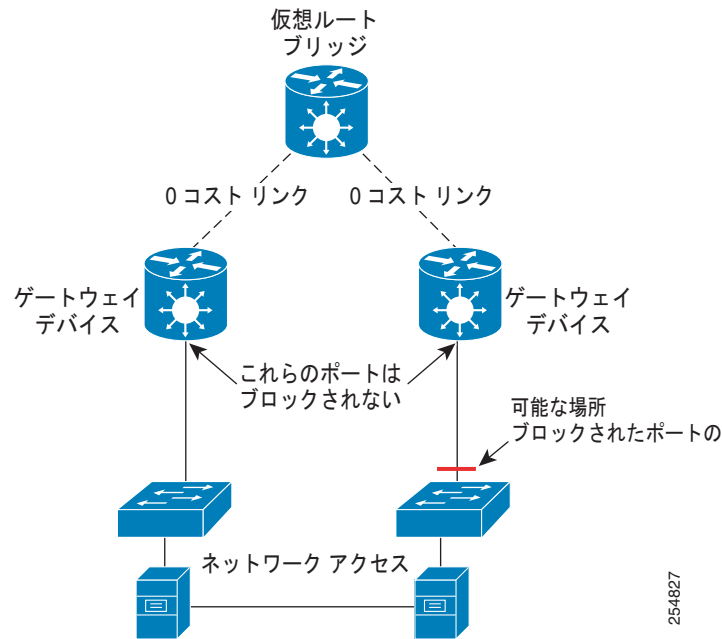 仮想ルート
ブリッジ
0 コスト リンク
0 コスト リンク
ゲートウェイ
デバイス
ゲートウェイ
デバイス
これらのポートは
ブロックされない
可能な場所
ブロックされたポートの
ネットワーク アクセス
254827